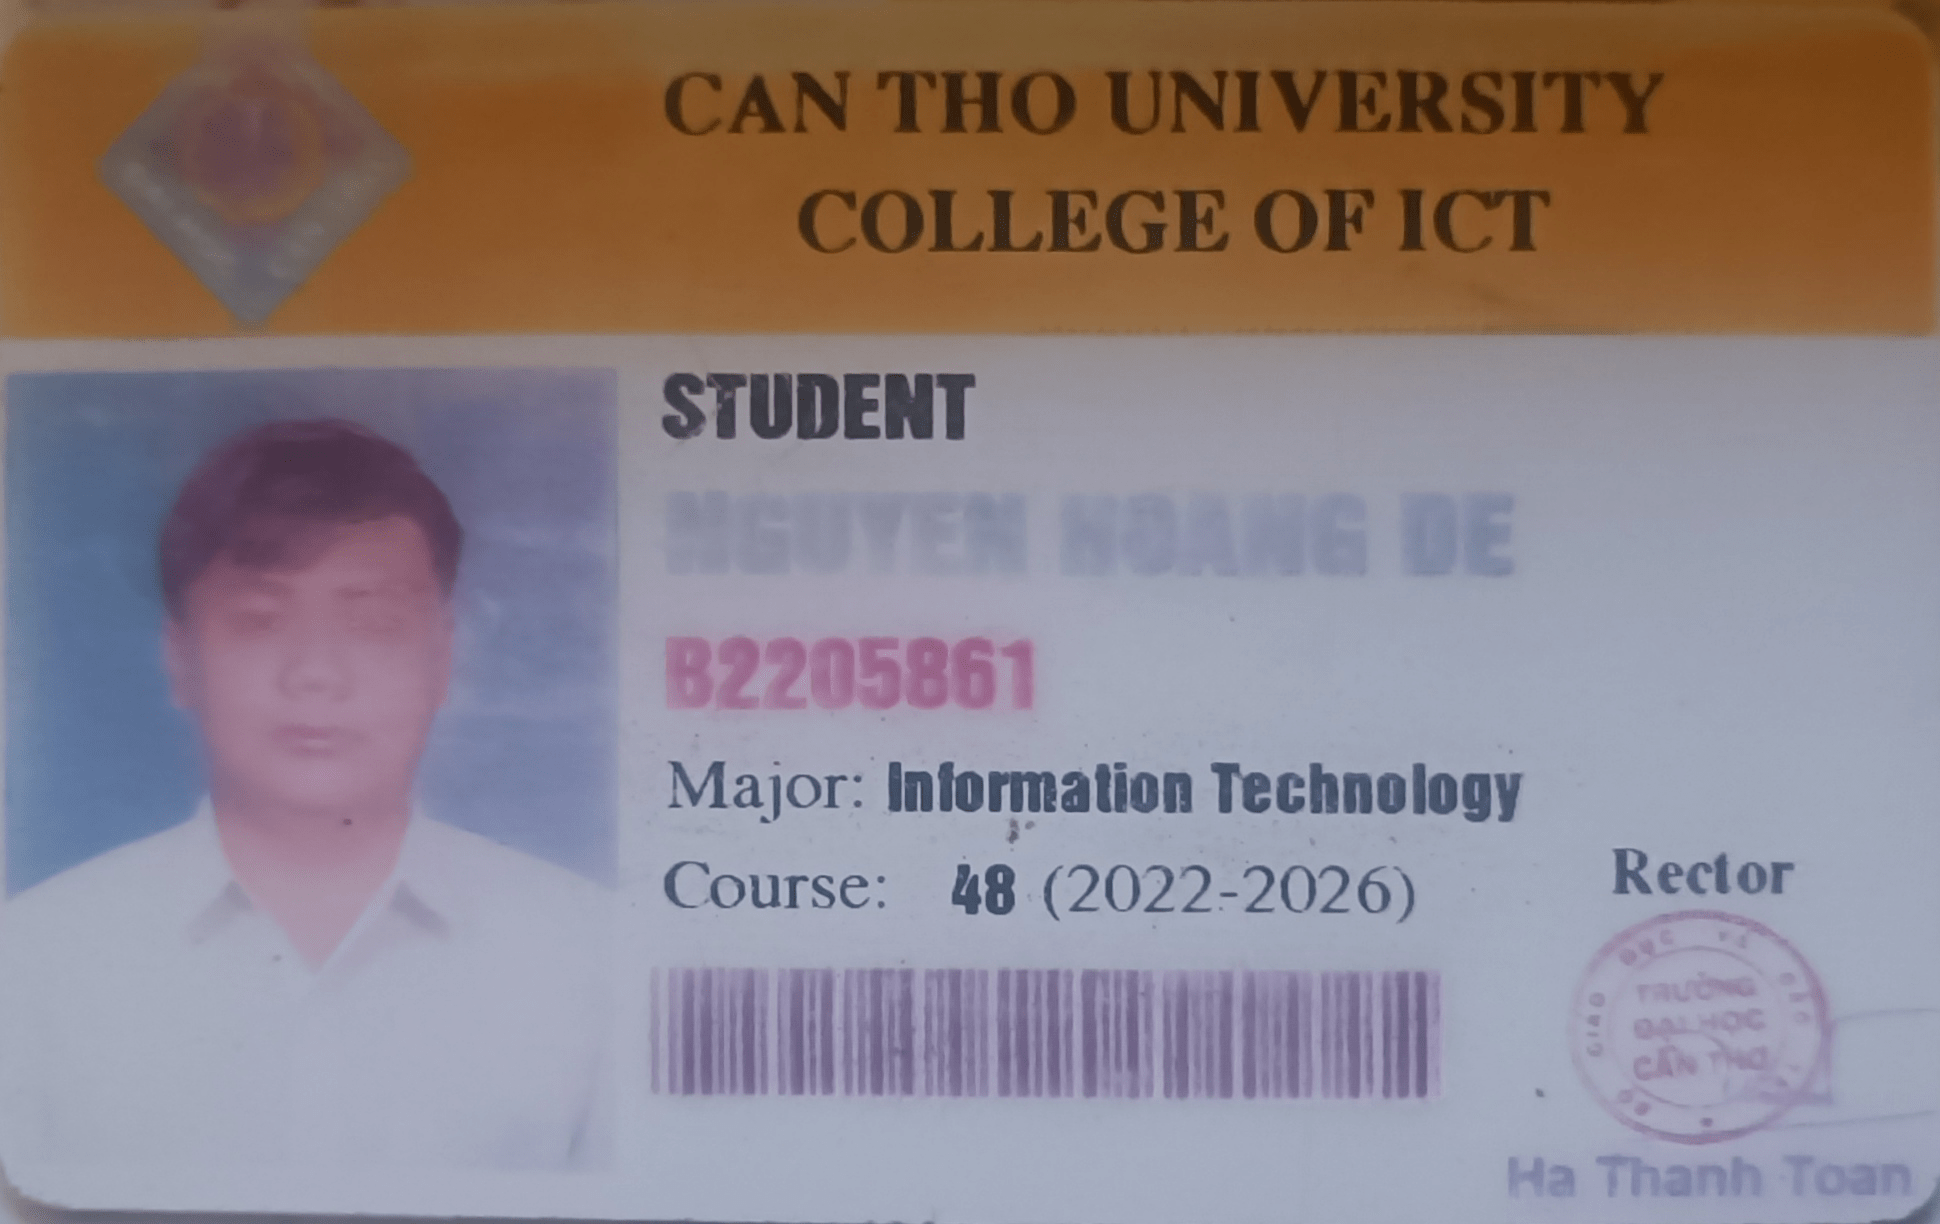 CAN THO UNIVERSITY
COLLEGE OF ICT
STUDENT
NGUYEN HOANG DE
B2205861
Major: Information Technology
Course: 48 (2022-2026)
Rector
TRƯỜNG
ĐẠI HỌC
CẦN THƠ
Ha Thanh Toan